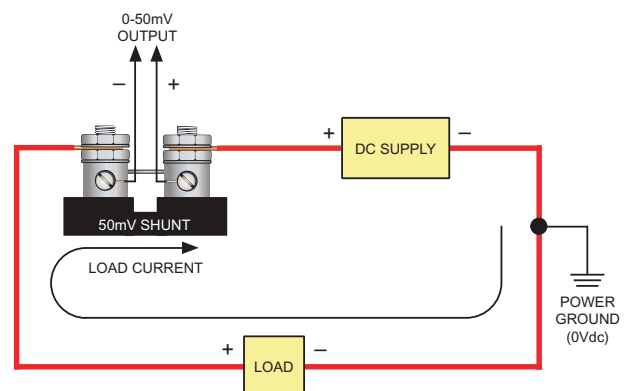 0-50mV
OUTPUT
– +
+ DC SUPPLY –
50mV SHUNT
LOAD CURRENT
POWER
GROUND
(0Vdc)
+ LOAD –